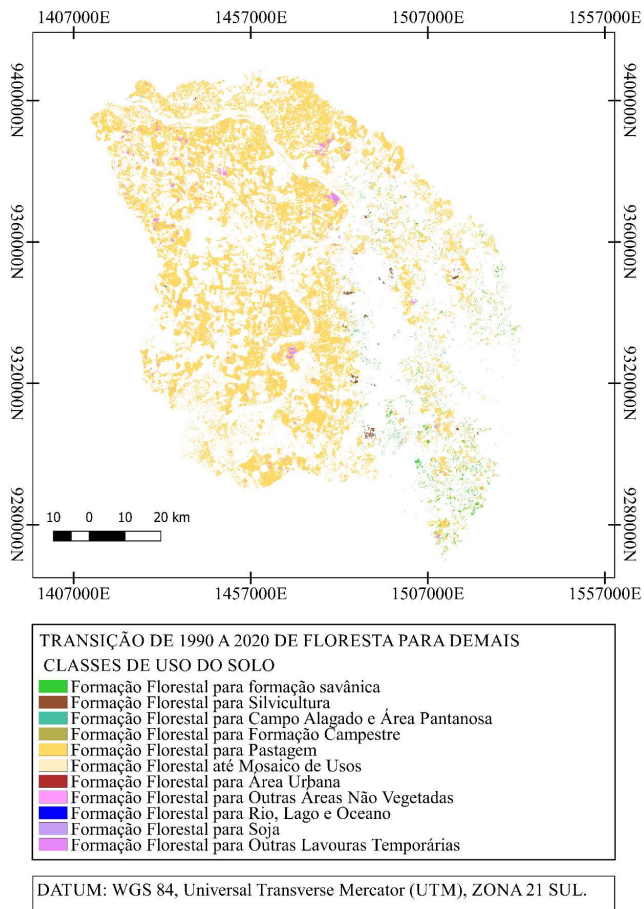 1407000E 1457000E 1507000E 1557000E
9400000N 9400000N
9360000N 9360000N
9320000N 9320000N
9280000N 9280000N
10 0 10 20 km
1407000E 1457000E 1507000E 1557000E
TRANSIÇÃO DE 1990 A 2020 DE FLORESTA PARA DEMAIS
CLASSES DE USO DO SOLO
Formação Florestal para formação savânica
Formação Florestal para Silvicultura
Formação Florestal para Campo Alagado e Área Pantanosa
Formação Florestal para Formação Campestre
Formação Florestal para Pastagem
Formação Florestal até Mosaico de Usos
Formação Florestal para Área Urbana
Formação Florestal para Outras Áreas Não Vegetadas
Formação Florestal para Rio, Lago e Oceano
Formação Florestal para Soja
Formação Florestal para Outras Lavouras Temporárias
DATUM: WGS 84, Universal Transverse Mercator (UTM), ZONA 21 SUL.